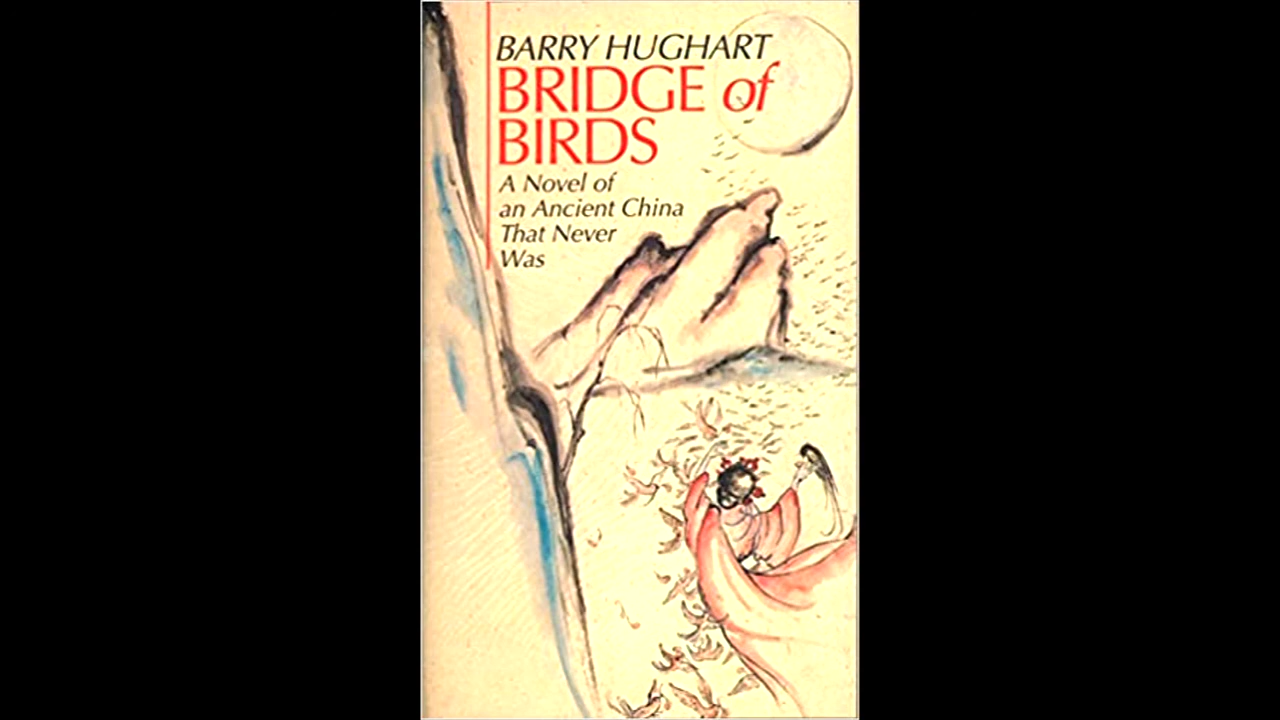 BARRY HUGHART
BRIDGE of
BIRDS
A Novel of
an Ancient China
That Never
Was